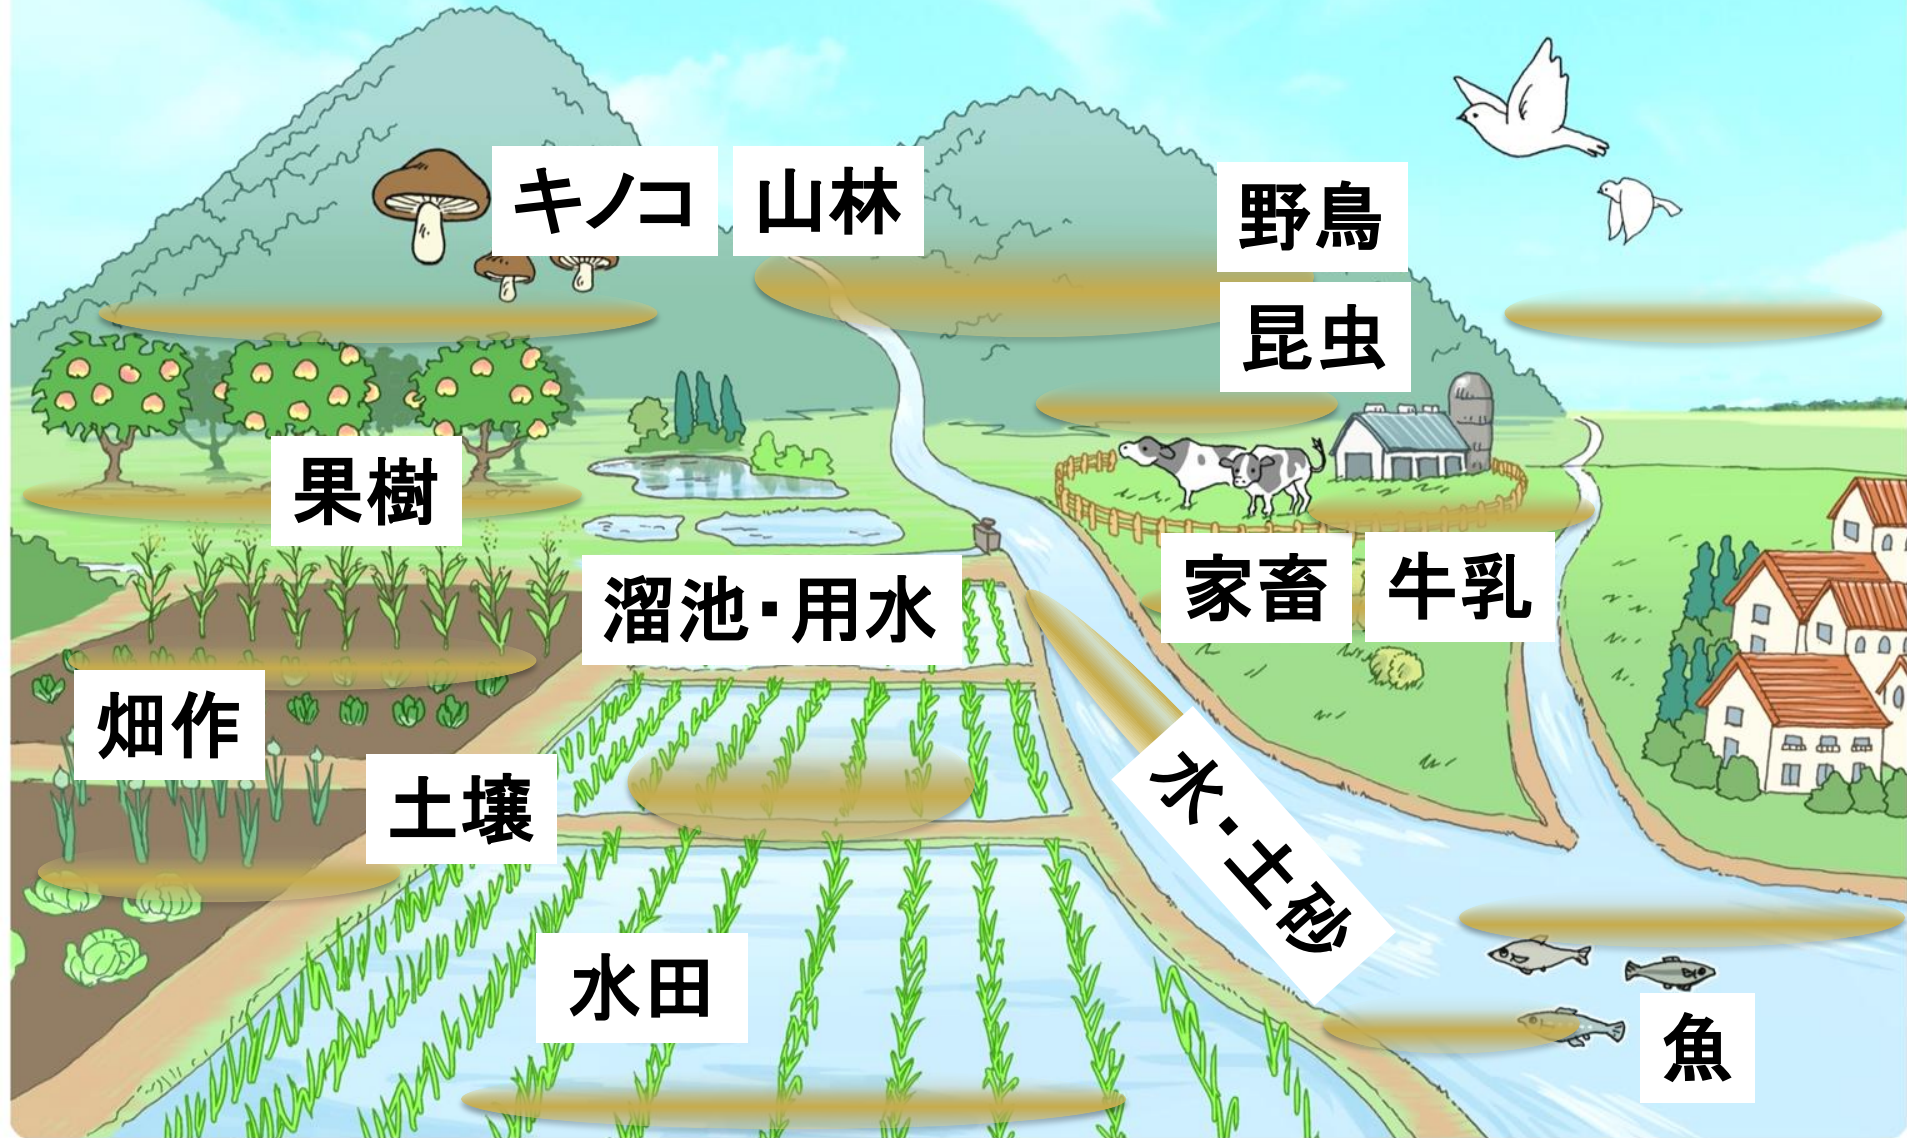 キノコ
山林
野鳥
昆虫
果樹
溜池・用水
家畜
牛乳
畑作
土壌
水・土砂
水田
魚